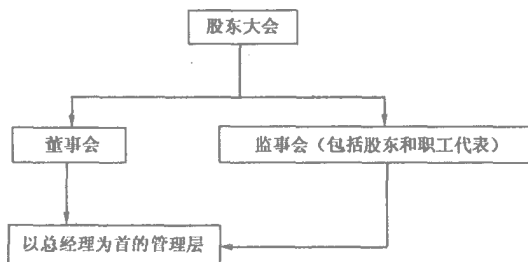 股东大会
董事会
监事会（包括股东和职工代表）
以总经理为首的管理层